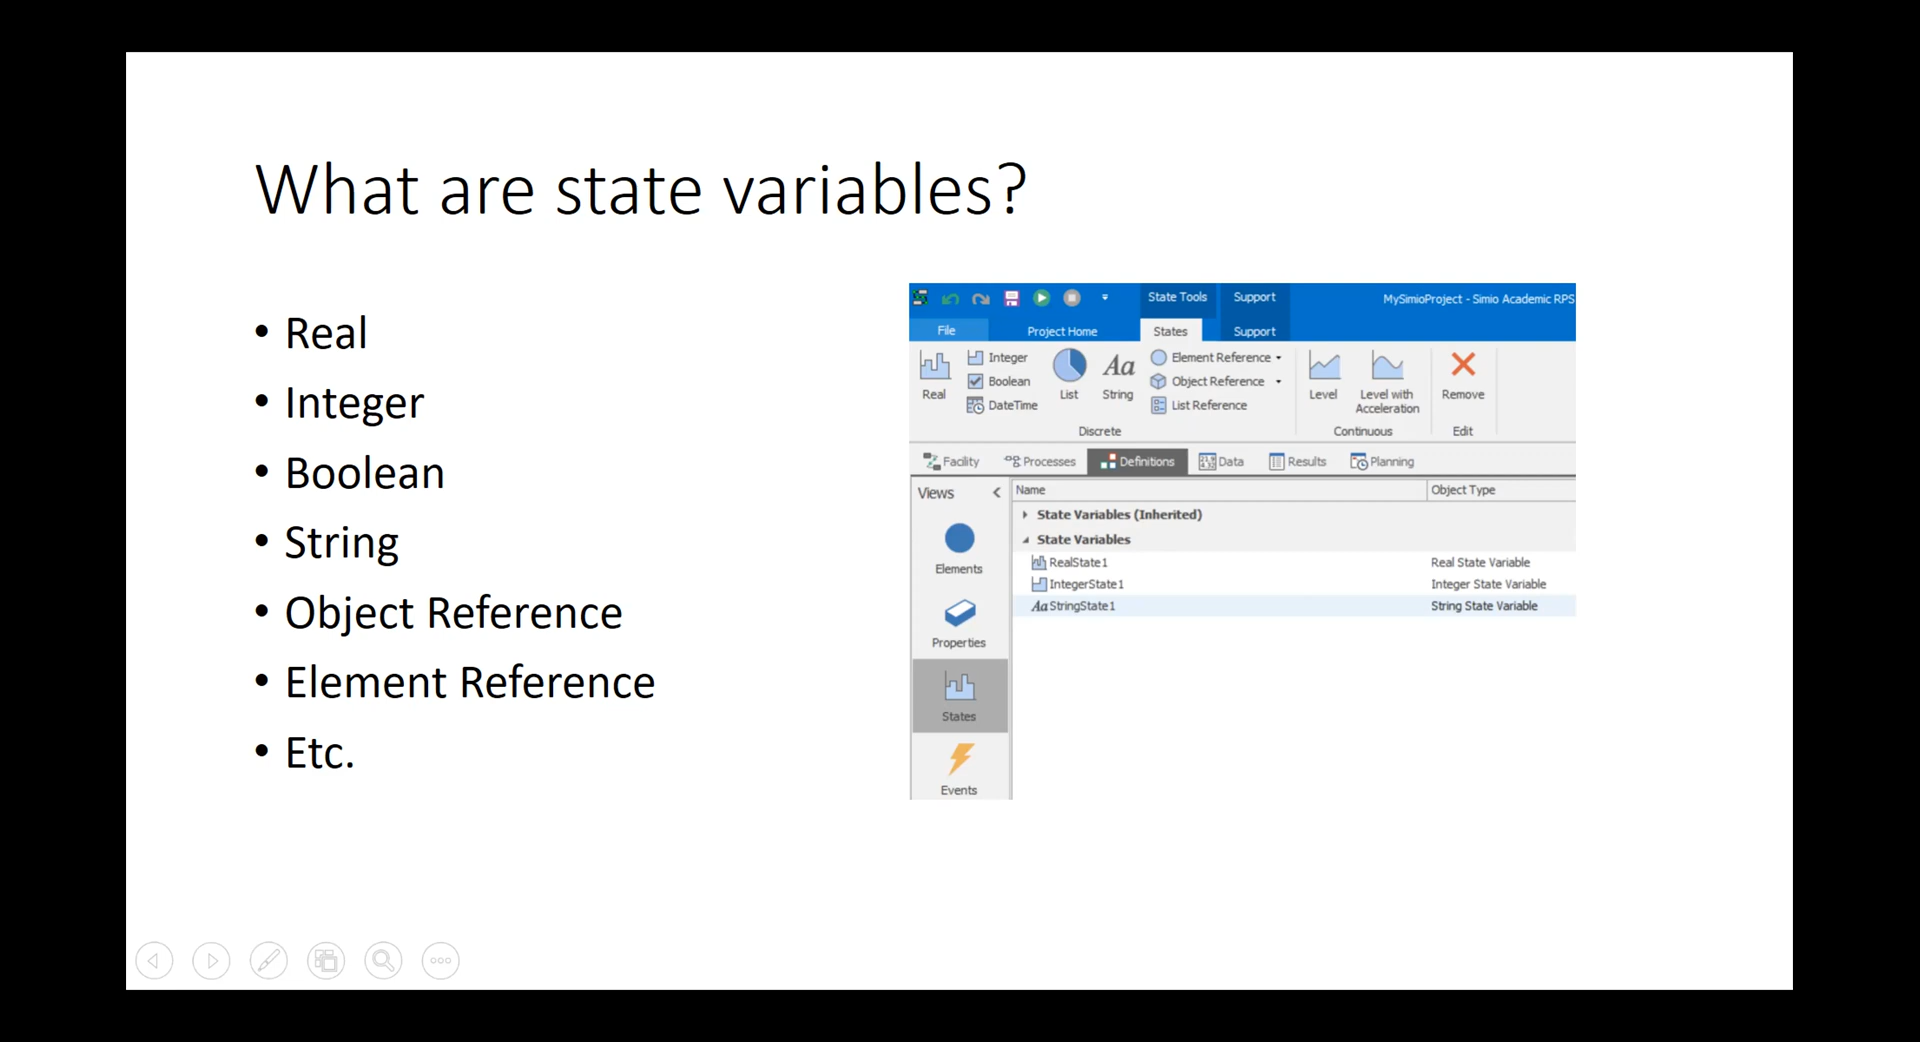 What are state variables?
• Real
• Integer
• Boolean
• String
• Object Reference
• Element Reference
• Etc.
State Tools Support MySimioProject - Simio Academic RPS
File Project Home States Support
Real Integer Boolean DateTime List Aa String Element Reference Object Reference List Reference Level Level with Acceleration Remove
Discrete Continuous Edit
Facility Processes Definitions Data Results Planning
Views < Name Object Type
State Variables (Inherited)
State Variables
RealState1 Real State Variable
IntegerState1 Integer State Variable
Aa StringState1 String State Variable
Elements
Properties
States
Events